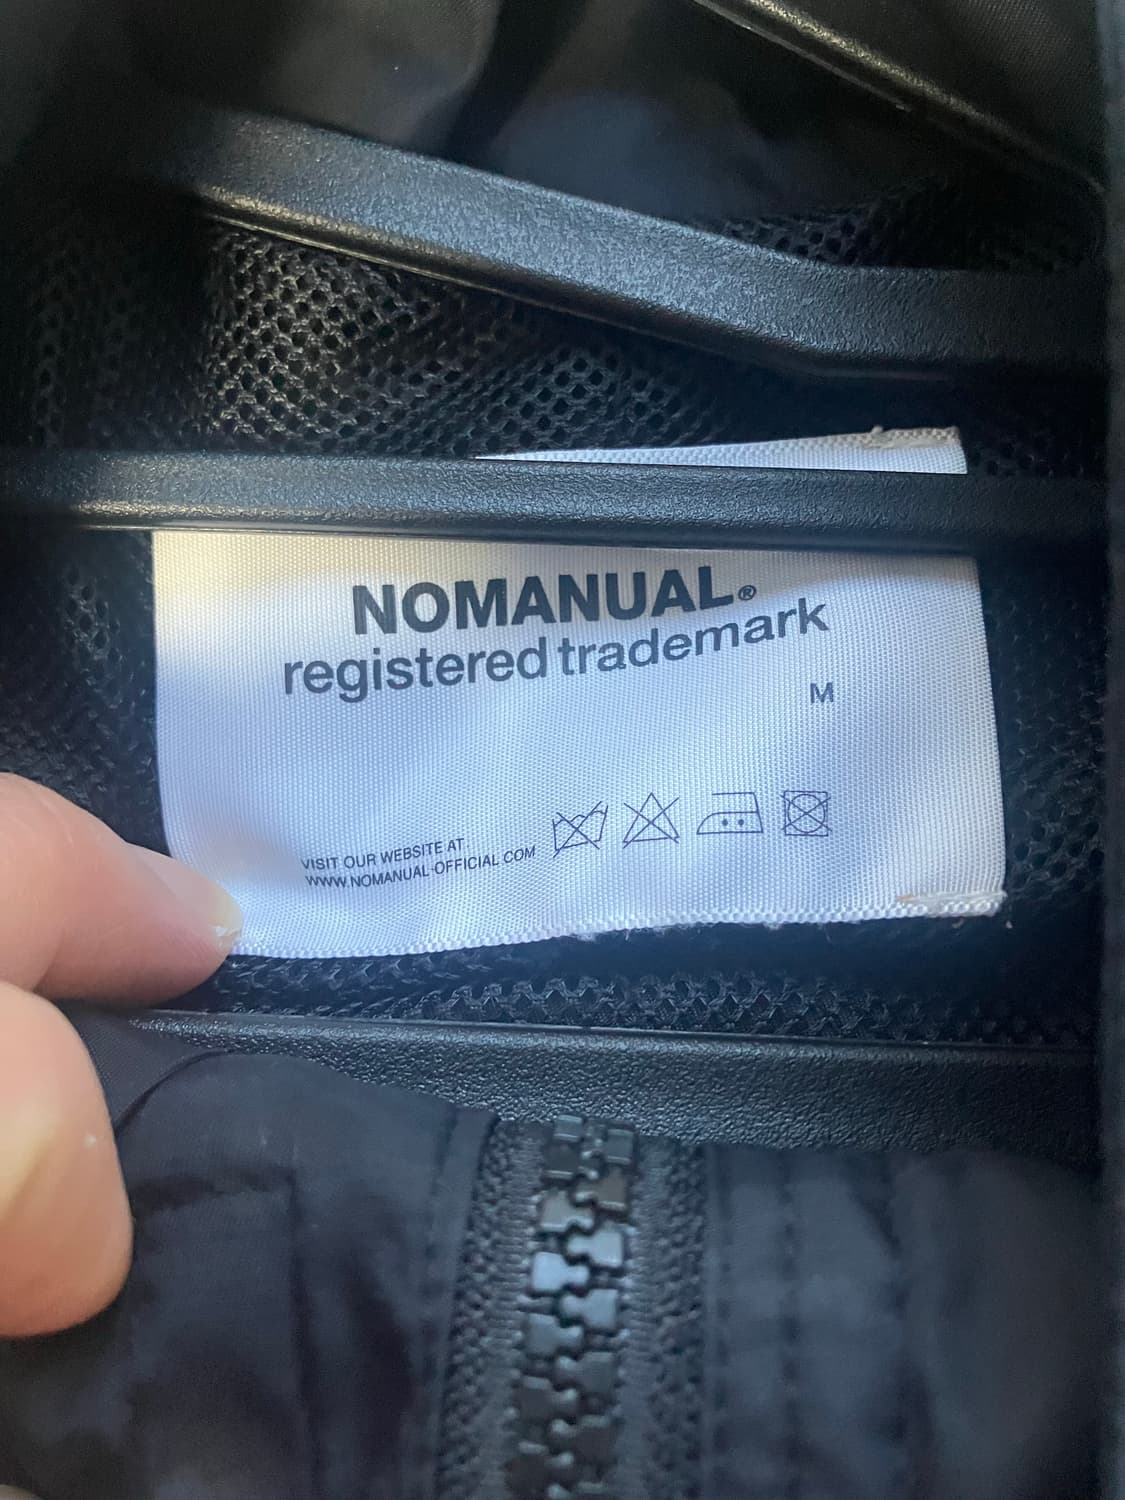 NOMANUAL®
registered trademark
M
VISIT OUR WEBSITE AT
WWW.NOMANUAL-OFFICIAL.COM